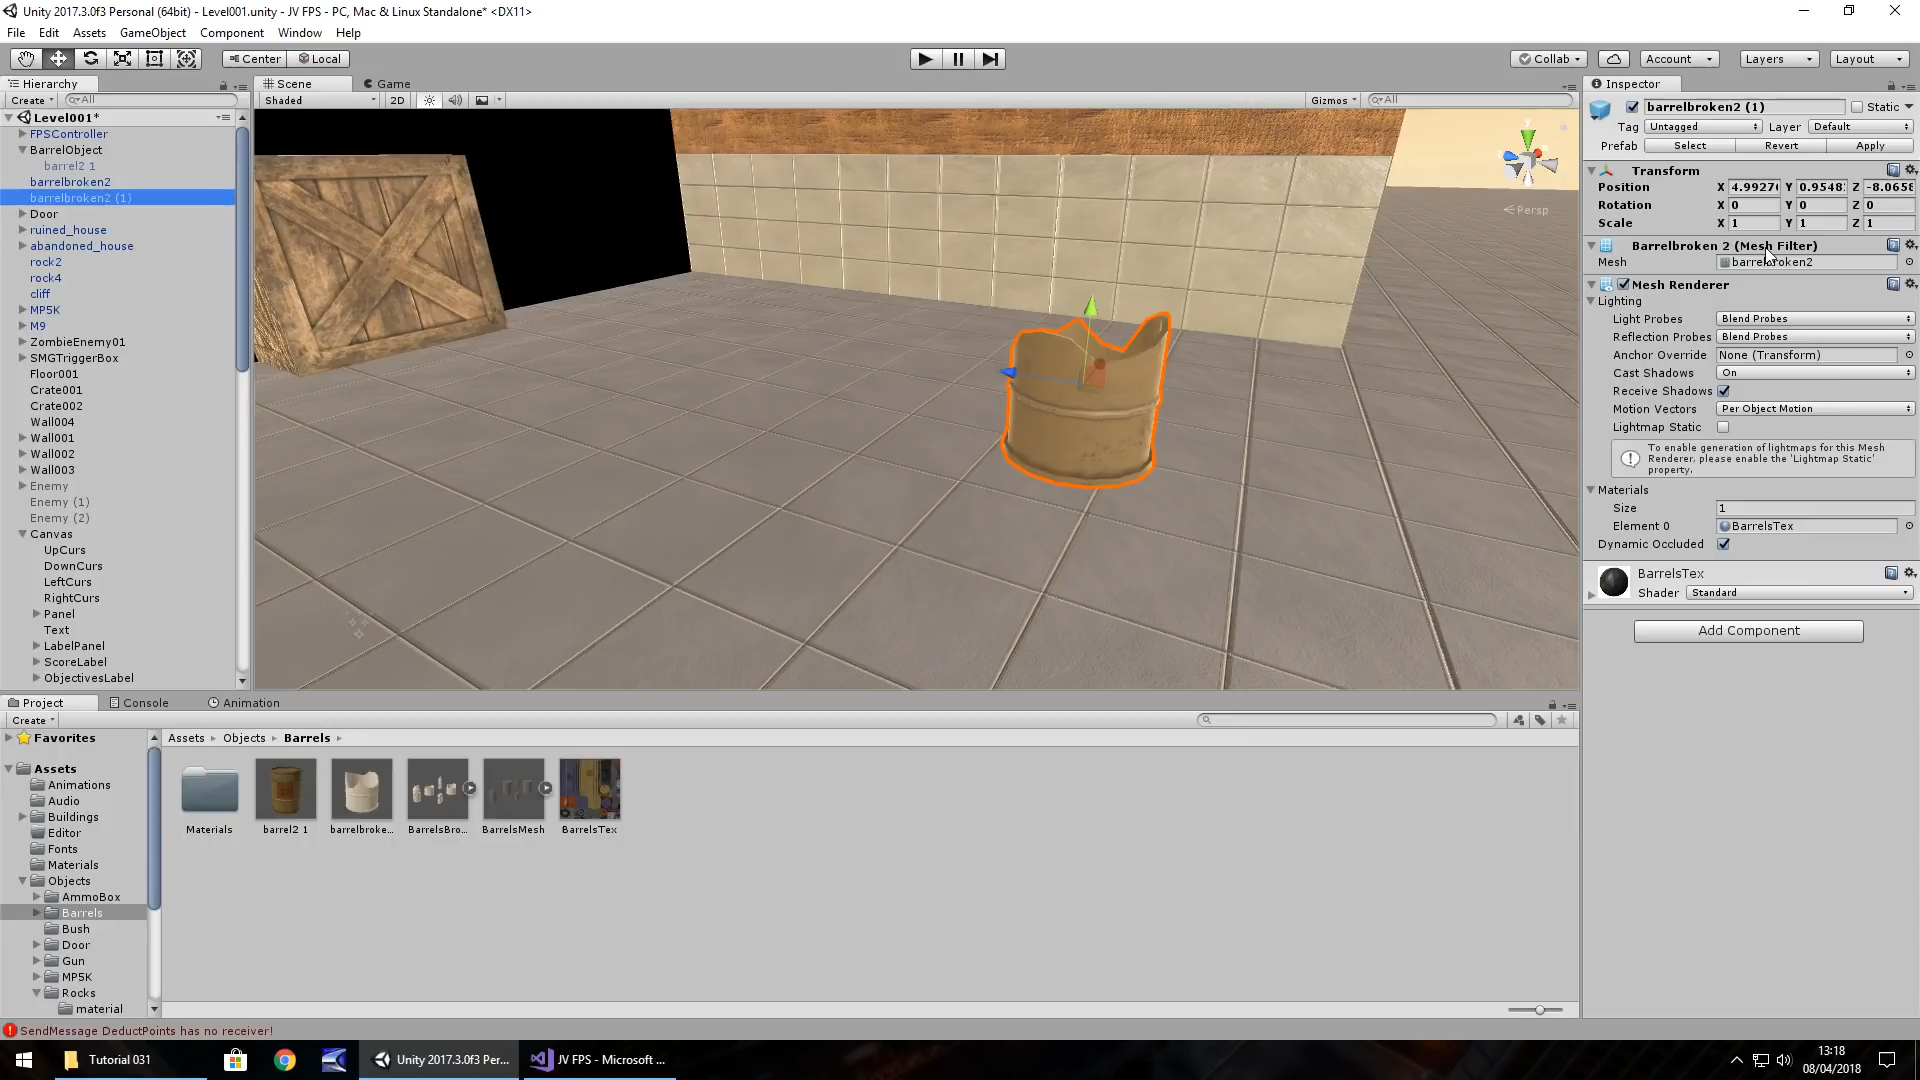 Unity 2017.3.0f3 Personal (64bit) - Level001.unity - JV FPS - PC, Mac & Linux Standalone* <DX11>
File Edit Assets GameObject Component Window Help
Center Local Collab Account Layers Layout
Hierarchy
Create All
Level001*
FPSController
BarrelObject
barrel2 1
barrelbroken2
barrelbroken2 (1)
Door
ruined_house
abandoned_house
rock2
rock4
cliff
MP5K
M9
ZombieEnemy01
SMGTriggerBox
Floor001
Crate001
Crate002
Wall004
Wall001
Wall002
Wall003
Enemy
Enemy (1)
Enemy (2)
Canvas
UpCurs
DownCurs
LeftCurs
RightCurs
Panel
Text
LabelPanel
ScoreLabel
ObjectivesLabel
Scene Game
Shaded 2D Gizmos All
y
Persp
Inspector
barrelbroken2 (1) Static
Tag Untagged Layer Default
Prefab Select Revert Apply
Transform
Position X 4.9927( Y 0.9548: Z -8.0658
Rotation X 0 Y 0 Z 0
Scale X 1 Y 1 Z 1
Barrelbroken 2 (Mesh Filter)
Mesh barrelbroken2
Mesh Renderer
Lighting
Light Probes Blend Probes
Reflection Probes Blend Probes
Anchor Override None (Transform)
Cast Shadows On
Receive Shadows
Motion Vectors Per Object Motion
Lightmap Static
To enable generation of lightmaps for this Mesh
Renderer, please enable the 'Lightmap Static'
property.
Materials
Size 1
Element 0 BarrelsTex
Dynamic Occluded
BarrelsTex
Shader Standard
Add Component
Project Console Animation
Create
Favorites
Assets
Animations
Audio
Buildings
Editor
Fonts
Materials
Objects
AmmoBox
Barrels
Bush
Door
Gun
MP5K
Rocks
material
Assets Objects Barrels
Materials barrel2 1 barrelbroke... BarrelsBro... BarrelsMesh BarrelsTex
SendMessage DeductPoints has no receiver!
Tutorial 031 Unity 2017.3.0f3 Per... JV FPS - Microsoft ...
13:18
08/04/2018